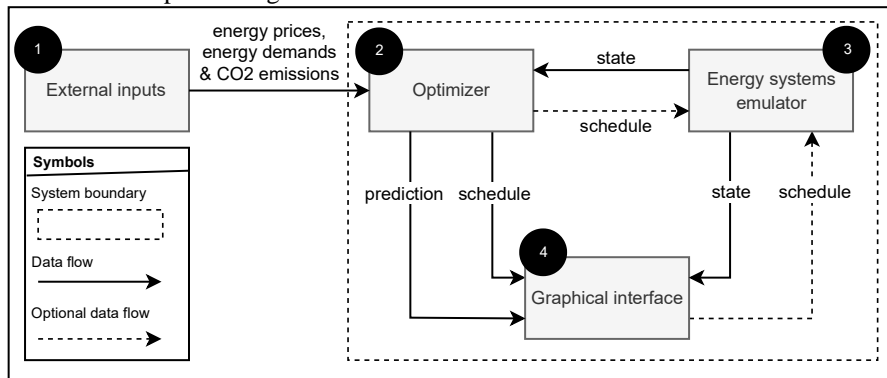 energy prices,
energy demands
& CO2 emissions
1
External inputs
2
Optimizer
state
schedule
3
Energy systems
emulator
prediction
schedule
state
schedule
4
Graphical interface
Symbols
System boundary
Data flow
Optional data flow